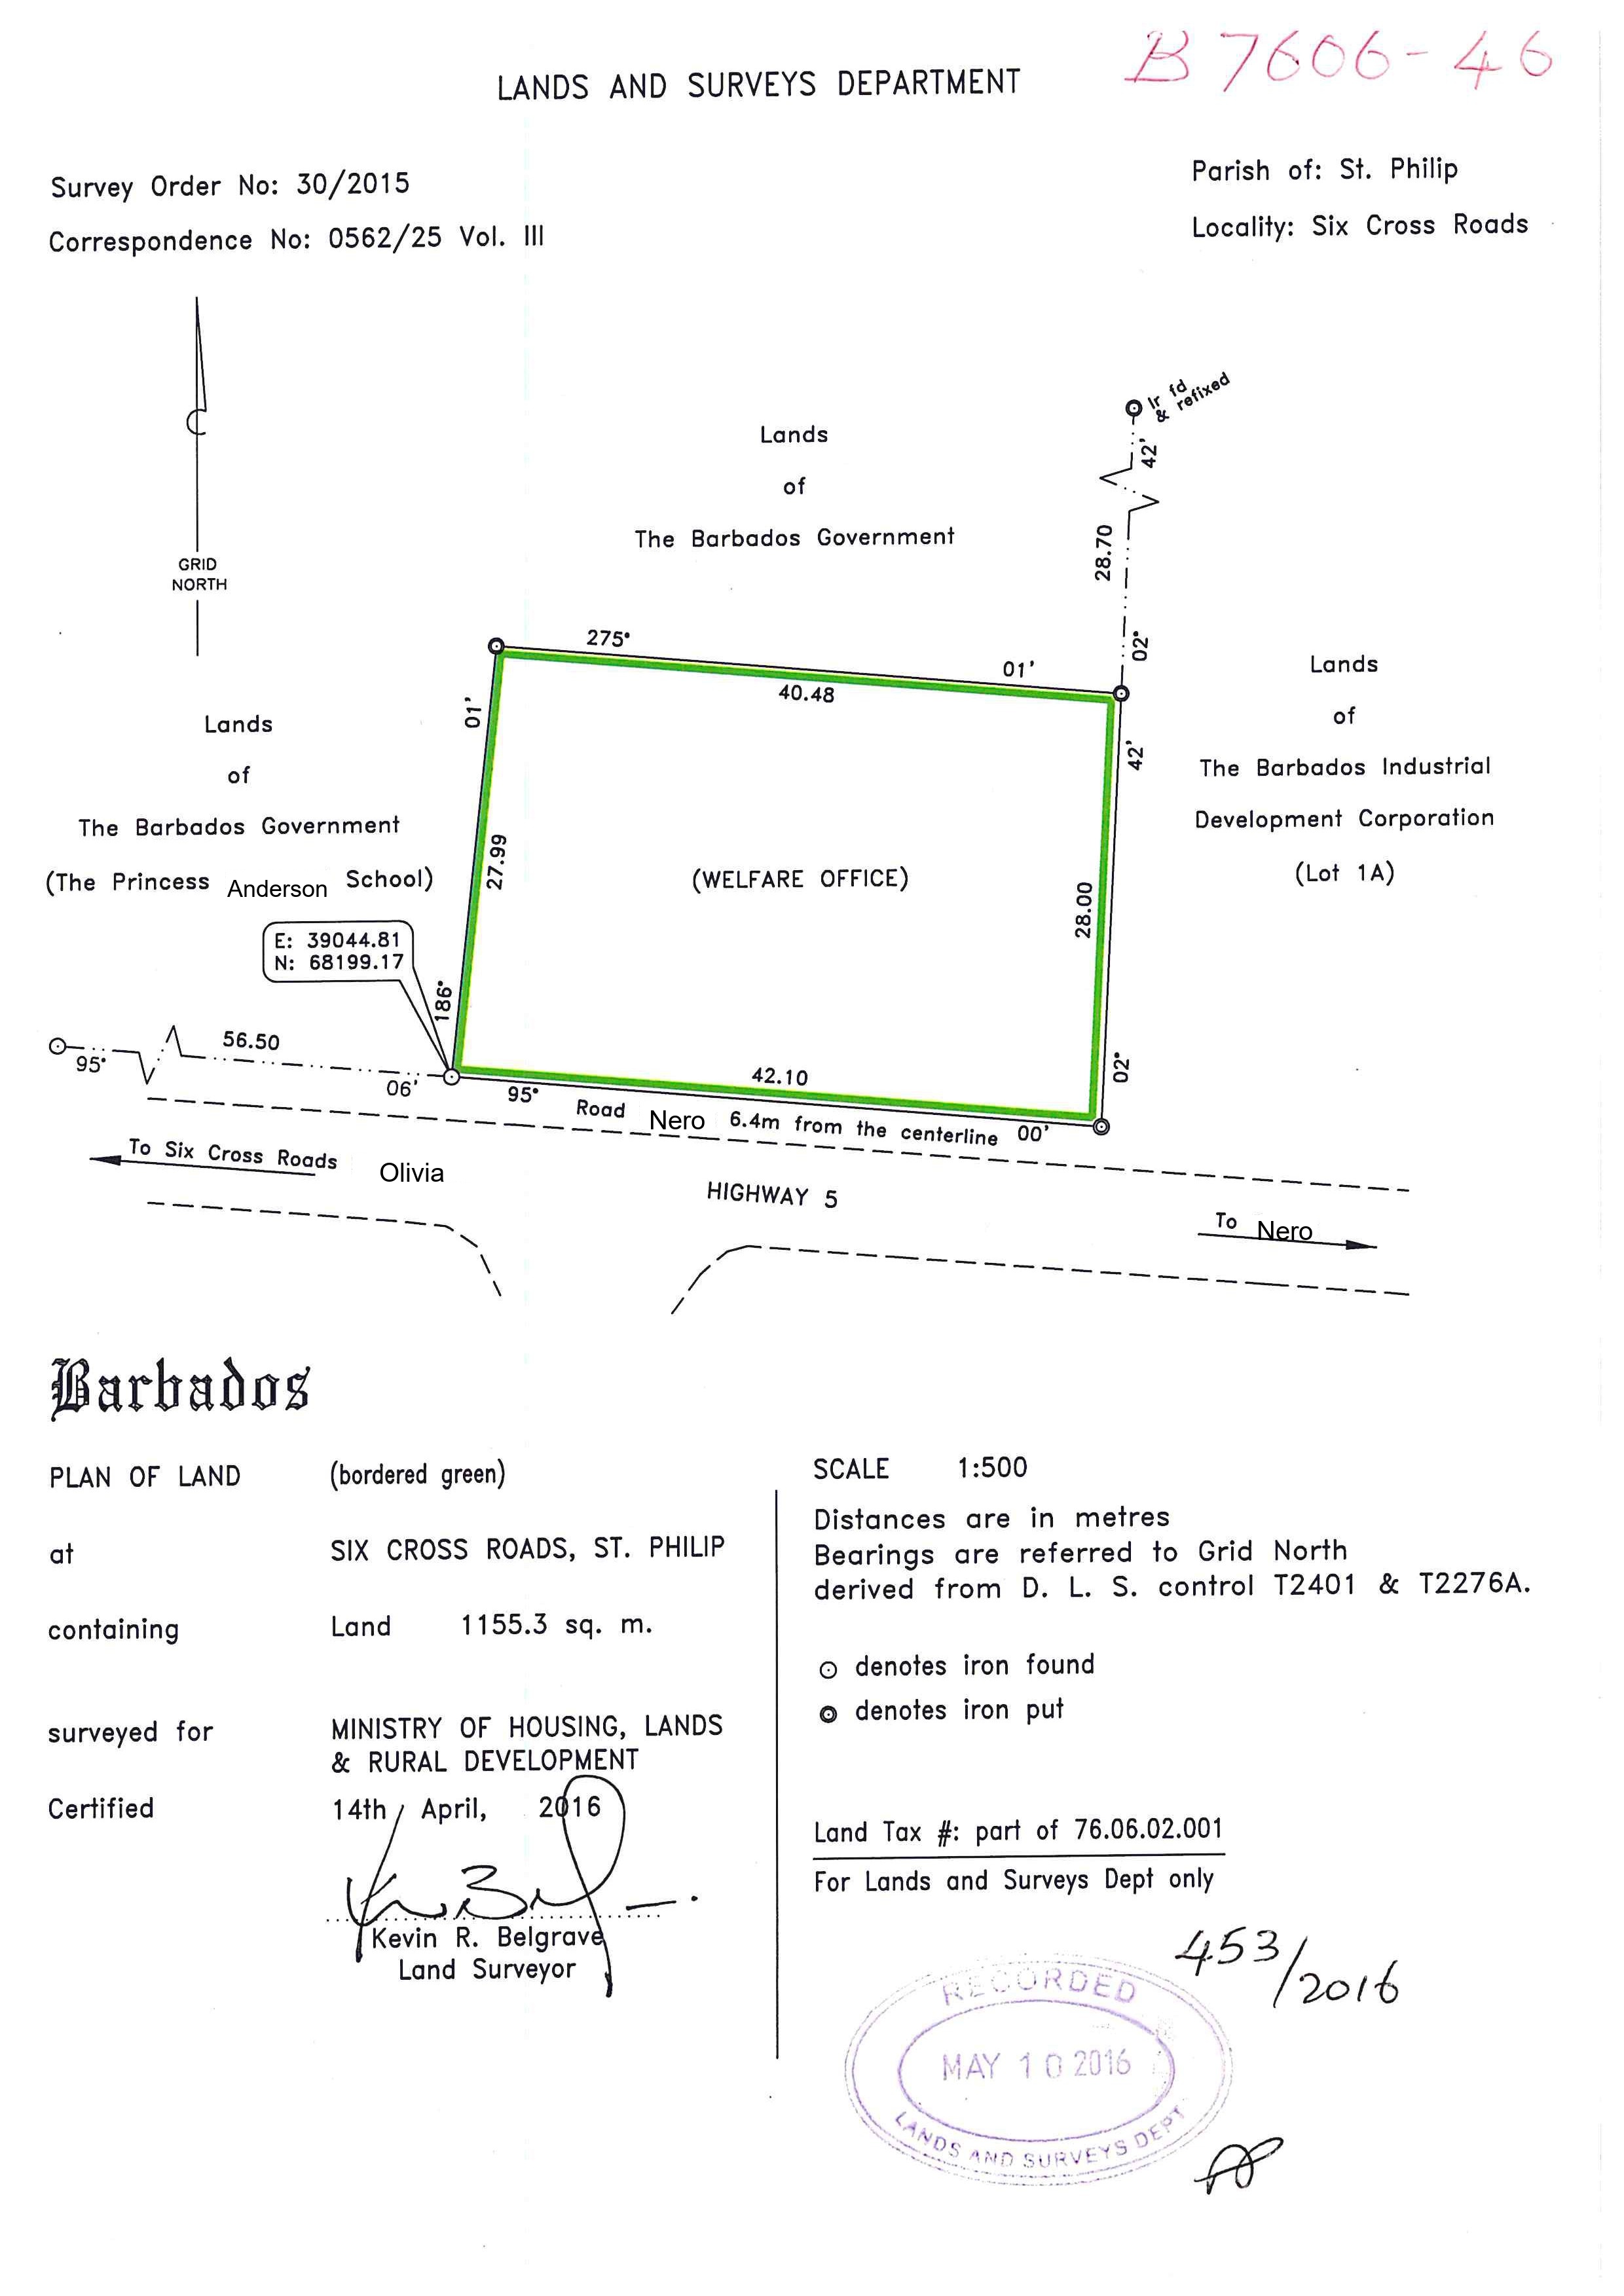 B 7606-46
LANDS AND SURVEYS DEPARTMENT
Survey Order No: 30/2015
Correspondence No: 0562/25 Vol. III
Parish of: St. Philip
Locality: Six Cross Roads
GRID
NORTH
Lands
of
The Barbados Government
Ir fd
& refixed
42'
28.70
02°
275°
01'
40.48
Lands
of
The Barbados Government
(The Princess Anderson School)
01'
27.99
186°
(WELFARE OFFICE)
42'
28.00
02°
Lands
of
The Barbados Industrial
Development Corporation
(Lot 1A)
E: 39044.81
N: 68199.17
95°
56.50
06'
95°
42.10
00'
Road Nero 6.4m from the centerline
To Six Cross Roads Olivia
HIGHWAY 5
To Nero
Barbados
PLAN OF LAND (bordered green)
at SIX CROSS ROADS, ST. PHILIP
containing Land 1155.3 sq. m.
surveyed for MINISTRY OF HOUSING, LANDS
& RURAL DEVELOPMENT
Certified 14th April, 2016
Kevin R. Belgrave
Land Surveyor
SCALE 1:500
Distances are in metres
Bearings are referred to Grid North
derived from D. L. S. control T2401 & T2276A.
denotes iron found
denotes iron put
Land Tax #: part of 76.06.02.001
For Lands and Surveys Dept only
453/2016
RECORDED
MAY 10 2016
LANDS AND SURVEYS DEPT